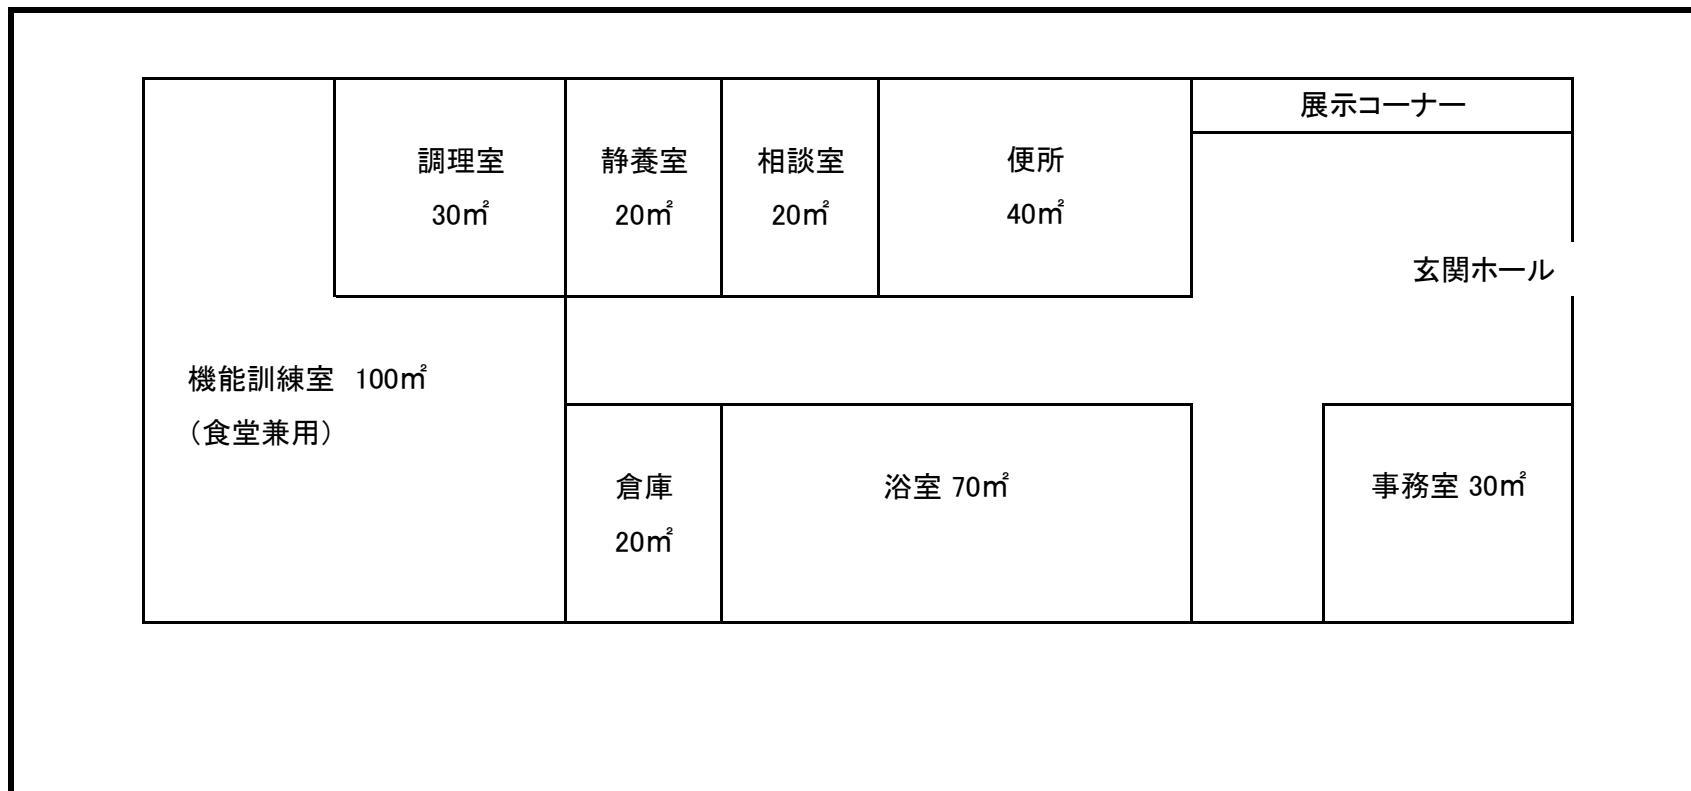 展示コーナー
調理室
30㎡
静養室
20㎡
相談室
20㎡
便所
40㎡
玄関ホール
機能訓練室　100㎡
（食堂兼用）
倉庫
20㎡
浴室 70㎡
事務室 30㎡